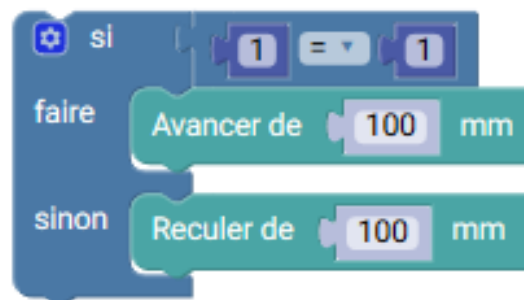 si 1 = 1
faire Avancer de 100 mm
sinon Reculer de 100 mm